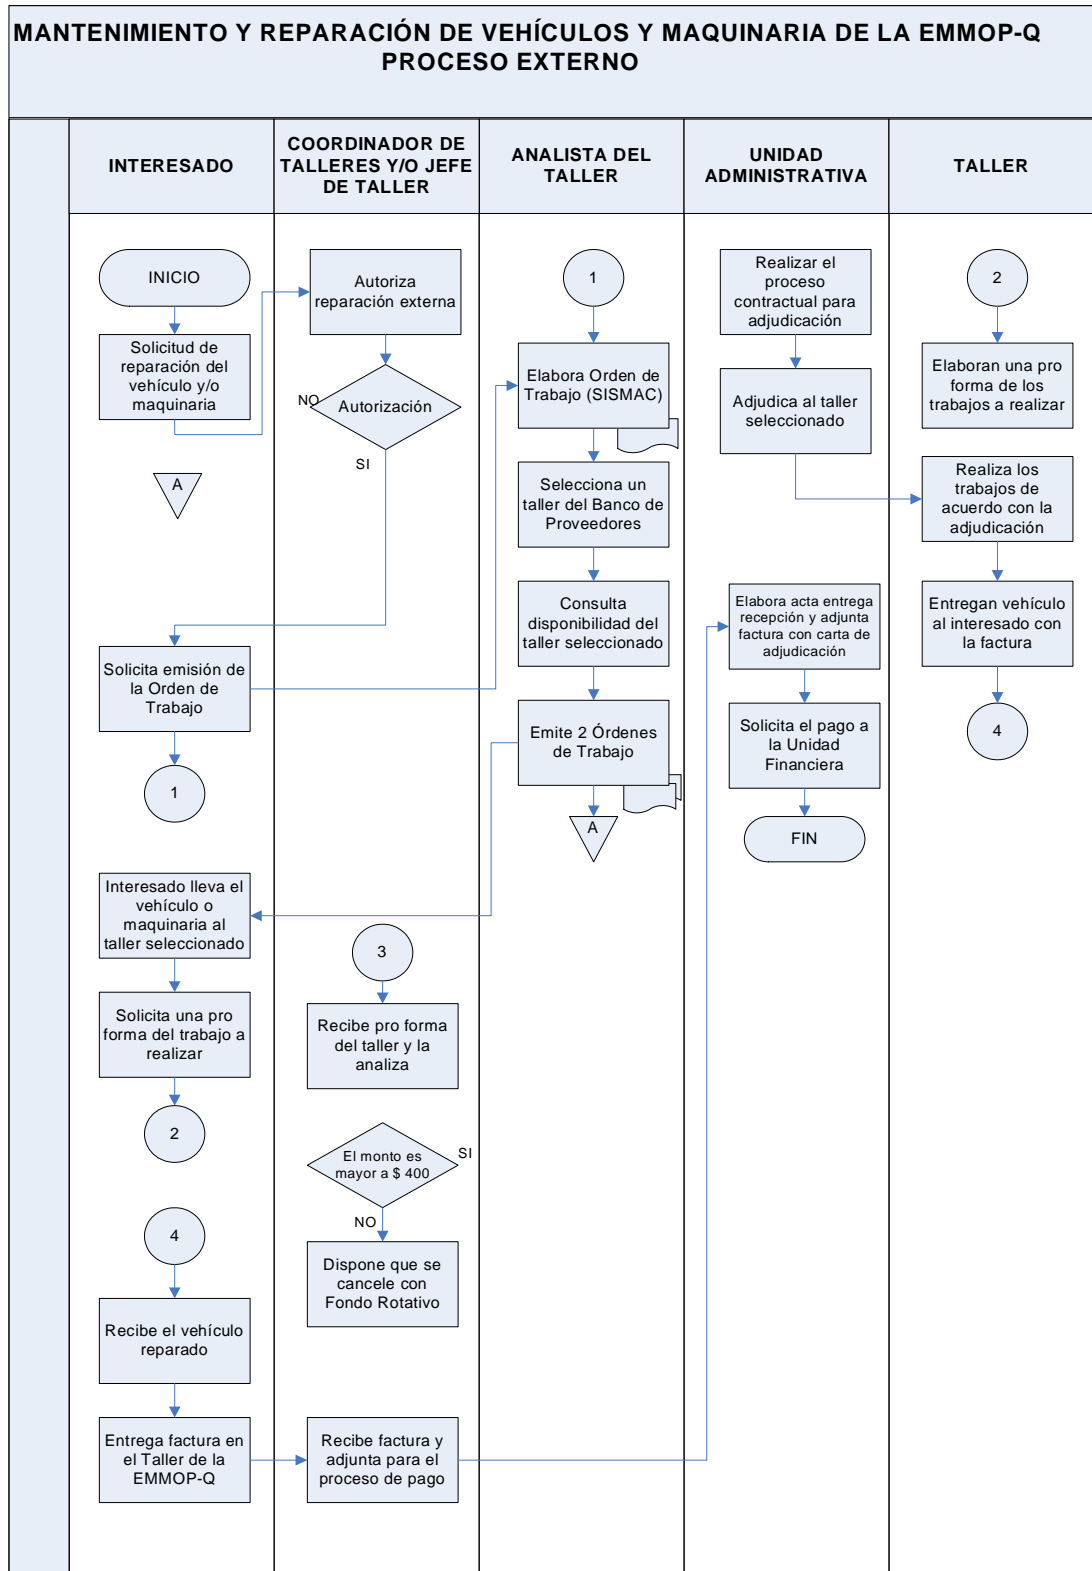 MANTENIMIENTO Y REPARACIÓN DE VEHÍCULOS Y MAQUINARIA DE LA EMMOP-Q
PROCESO EXTERNO
INTERESADO
COORDINADOR DE
TALLERES Y/O JEFE
DE TALLER
ANALISTA DEL
TALLER
UNIDAD
ADMINISTRATIVA
TALLER
INICIO
Solicitud de
reparación del
vehículo y/o
maquinaria
A
Solicita emisión de
la Orden de
Trabajo
1
Interesado lleva el
vehículo o
maquinaria al
taller seleccionado
Solicita una pro
forma del trabajo a
realizar
2
4
Recibe el vehículo
reparado
Entrega factura en
el Taller de la
EMMOP-Q
Autoriza
reparación externa
NO
Autorización
SI
3
Recibe pro forma
del taller y la
analiza
El monto es
mayor a $ 400
SI
NO
Dispone que se
cancele con
Fondo Rotativo
Recibe factura y
adjunta para el
proceso de pago
1
Elabora Orden de
Trabajo (SISMAC)
Selecciona un
taller del Banco de
Proveedores
Consulta
disponibilidad del
taller seleccionado
Emite 2 Órdenes
de Trabajo
A
Realizar el
proceso
contractual para
adjudicación
Adjudica al taller
seleccionado
Elabora acta entrega
recepción y adjunta
factura con carta de
adjudicación
Solicita el pago a
la Unidad
Financiera
FIN
2
Elaboran una pro
forma de los
trabajos a realizar
Realiza los
trabajos de
acuerdo con la
adjudicación
Entregan vehículo
al interesado con
la factura
4